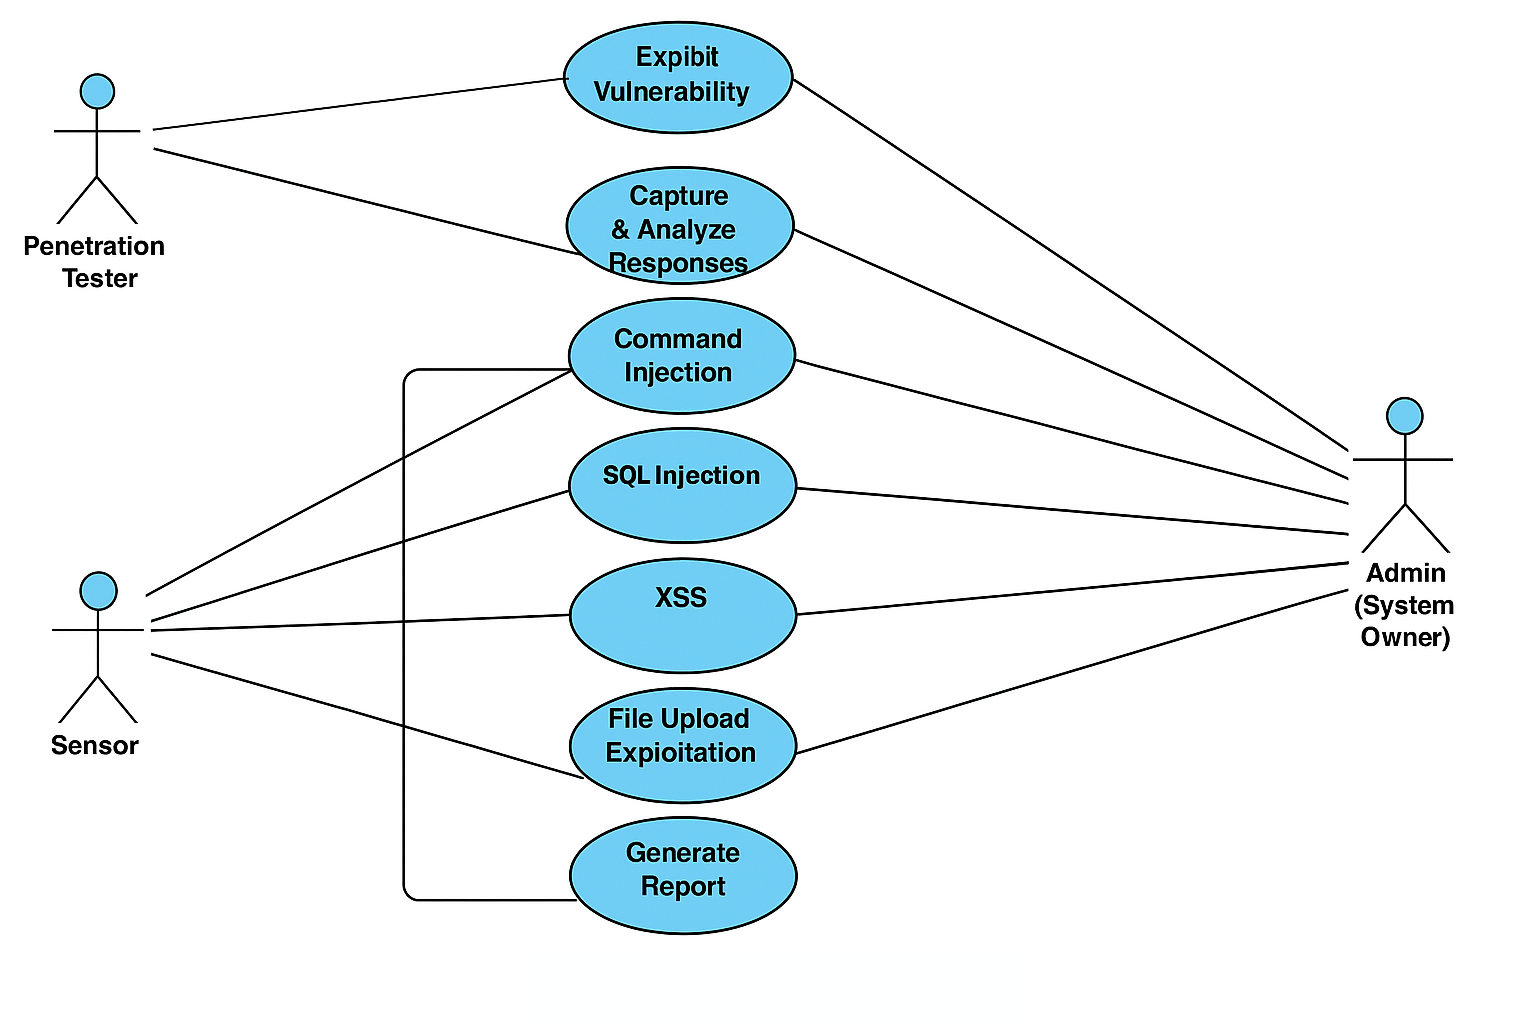 Expibit
Vulnerability
Penetration
Tester
Capture
& Analyze
Responses
Command
Injection
SQL Injection
XSS
File Upload
Expioitation
Generate
Report
Sensor
Admin
(System
Owner)